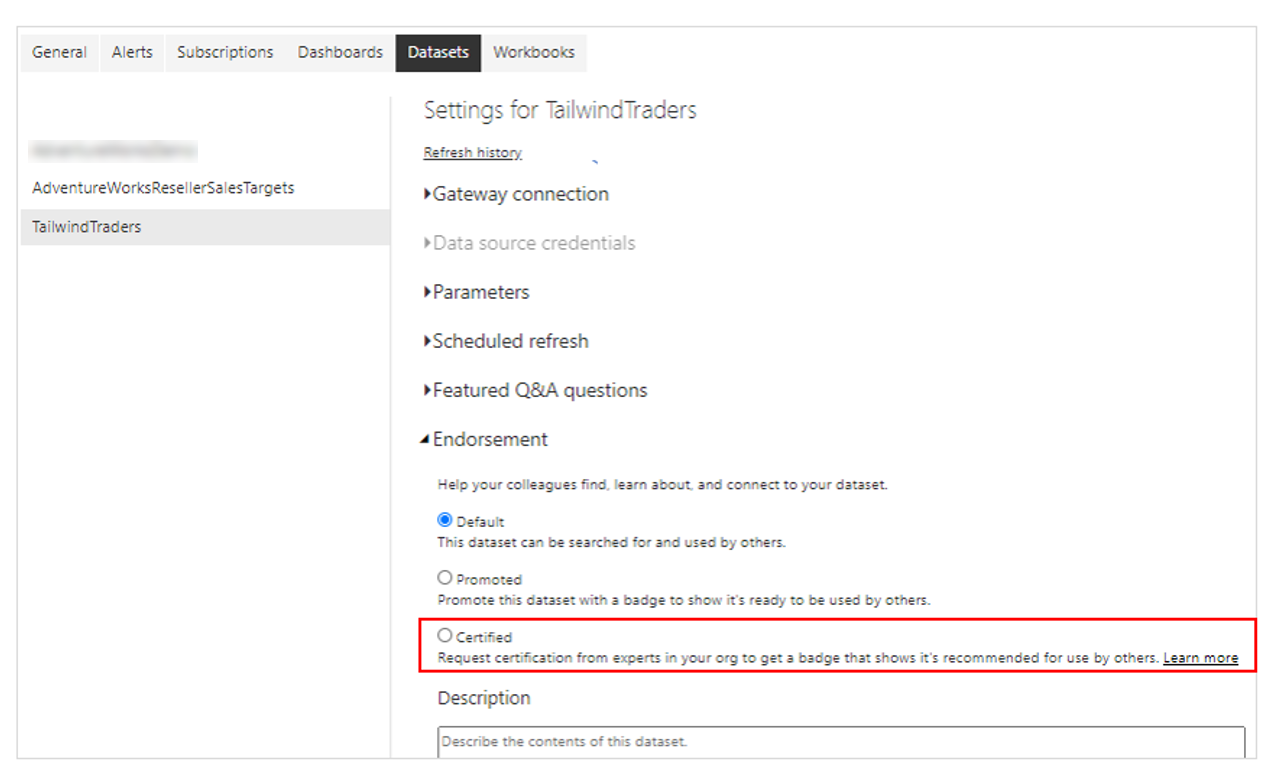 General Alerts Subscriptions Dashboards Datasets Workbooks
AdventureWorksResellerSalesTargets
TailwindTraders
Settings for TailwindTraders
Refresh history
Gateway connection
Data source credentials
Parameters
Scheduled refresh
Featured Q&A questions
Endorsement
Help your colleagues find, learn about, and connect to your dataset.
Default
This dataset can be searched for and used by others.
Promoted
Promote this dataset with a badge to show it's ready to be used by others.
Certified
Request certification from experts in your org to get a badge that shows it's recommended for use by others. Learn more
Description
Describe the contents of this dataset.